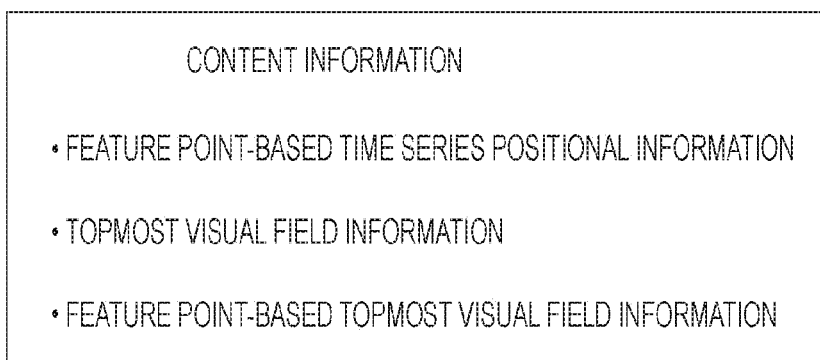 CONTENT INFORMATION
• FEATURE POINT-BASED TIME SERIES POSITIONAL INFORMATION
• TOPMOST VISUAL FIELD INFORMATION
• FEATURE POINT-BASED TOPMOST VISUAL FIELD INFORMATION